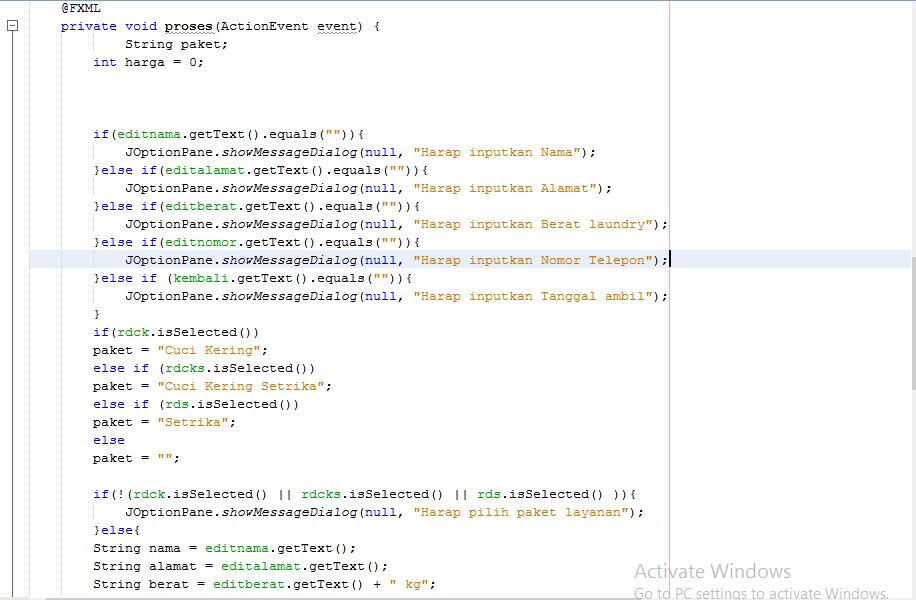 @FXML
private void proses(ActionEvent event) {
String paket;
int harga = 0;
if(editnama.getText().equals("")){
JOptionPane.showMessageDialog(null, "Harap inputkan Nama");
}else if(editalamat.getText().equals("")){
JOptionPane.showMessageDialog(null, "Harap inputkan Alamat");
}else if(editberat.getText().equals("")){
JOptionPane.showMessageDialog(null, "Harap inputkan Berat laundry");
}else if(editnomor.getText().equals("")){
JOptionPane.showMessageDialog(null, "Harap inputkan Nomor Telepon");
}else if (kembali.getText().equals("")){
JOptionPane.showMessageDialog(null, "Harap inputkan Tanggal ambil");
}
if(rdck.isSelected())
paket = "Cuci Kering";
else if (rdcks.isSelected())
paket = "Cuci Kering Setrika";
else if (rds.isSelected())
paket = "Setrika";
else
paket = "";
if(!(rdck.isSelected() || rdcks.isSelected() || rds.isSelected() )){
JOptionPane.showMessageDialog(null, "Harap pilih paket layanan");
}else{
String nama = editnama.getText();
String alamat = editalamat.getText();
String berat = editberat.getText() + " kg";
Activate Windows
Go to PC settings to activate Windows.